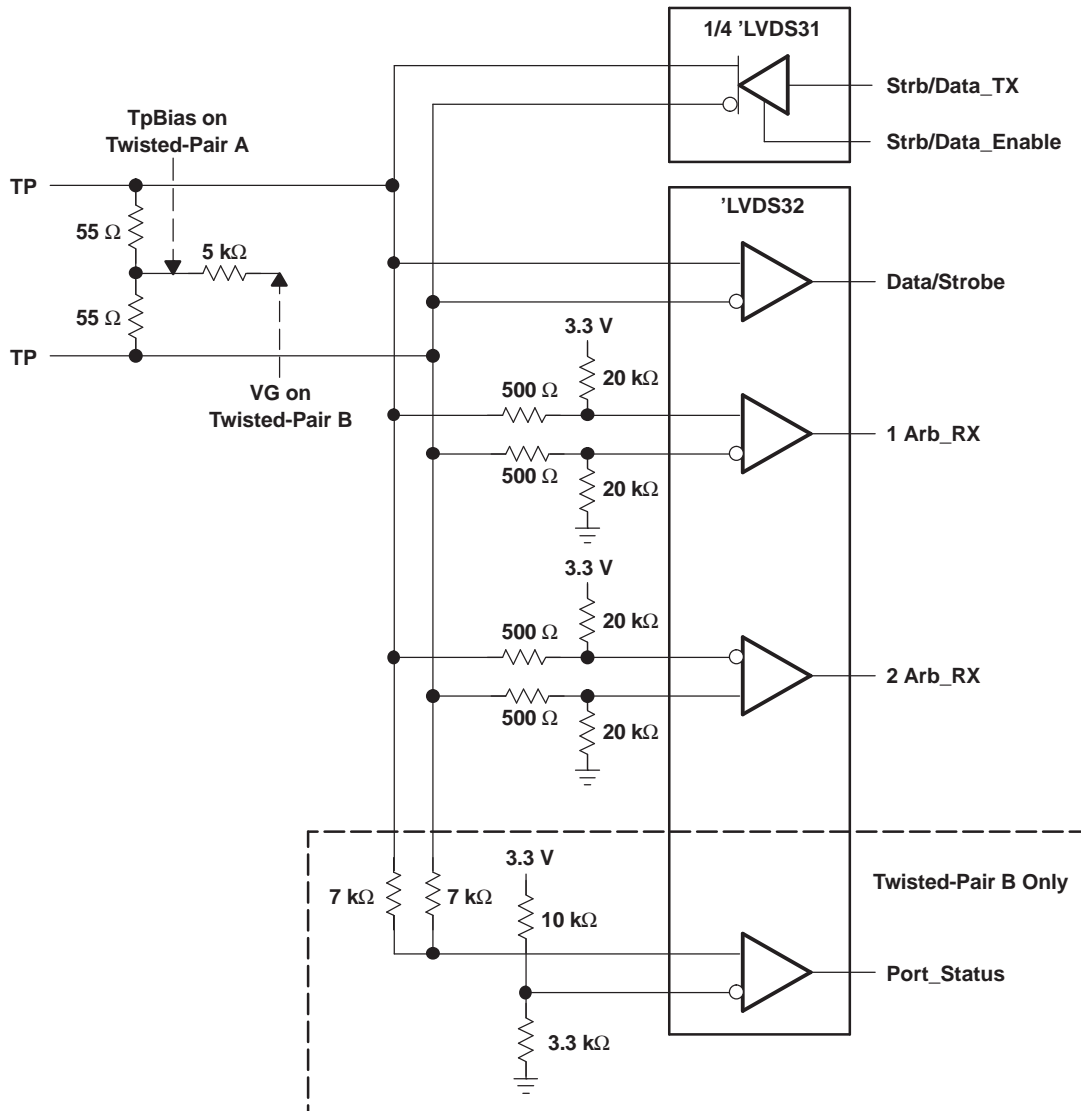 1/4 ’LVDS31
Strb/Data_TX
Strb/Data_Enable
TpBias on
Twisted-Pair A
TP
55 Ω
5 kΩ
55 Ω
TP
VG on
Twisted-Pair B
’LVDS32
Data/Strobe
3.3 V
20 kΩ
500 Ω
1 Arb_RX
500 Ω
20 kΩ
3.3 V
20 kΩ
500 Ω
2 Arb_RX
500 Ω
20 kΩ
3.3 V
Twisted-Pair B Only
7 kΩ
7 kΩ
10 kΩ
Port_Status
3.3 kΩ